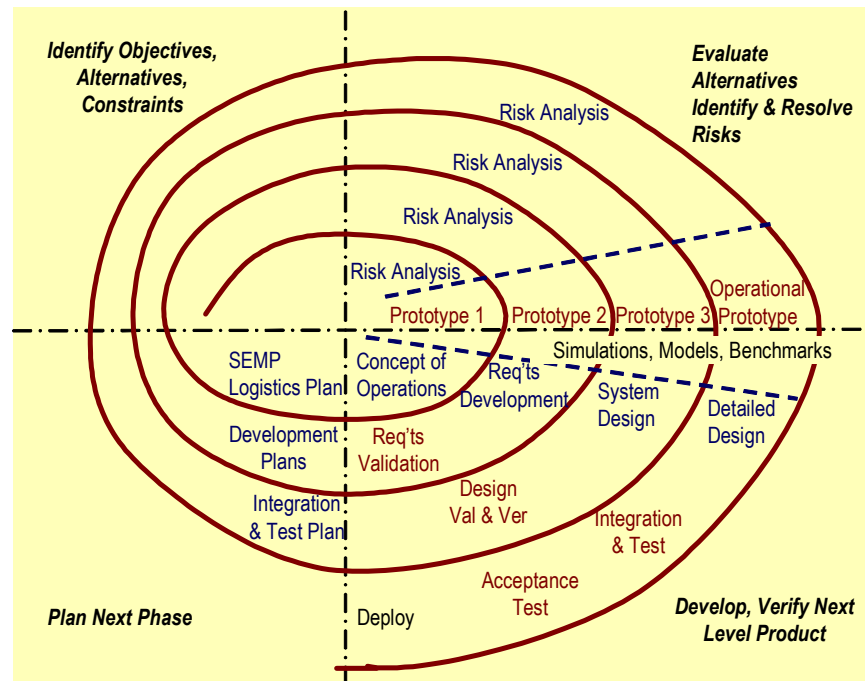 Identify Objectives,
Alternatives,
Constraints
Evaluate
Alternatives
Identify & Resolve
Risks
Risk Analysis
Risk Analysis
Risk Analysis
Risk Analysis
Operational
Prototype
Prototype 1
Prototype 2
Prototype 3
Simulations, Models, Benchmarks
SEMP
Logistics Plan
Concept of
Operations
Req'ts
Development
System
Design
Detailed
Design
Development
Plans
Req'ts
Validation
Integration
& Test Plan
Design
Val & Ver
Integration
& Test
Acceptance
Test
Plan Next Phase
Deploy
Develop, Verify Next
Level Product